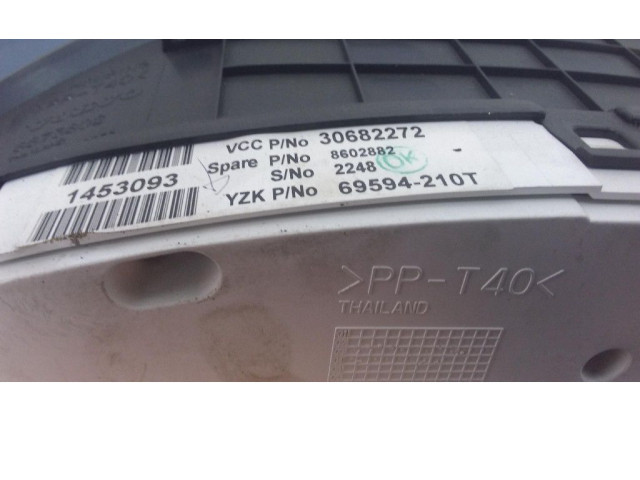 VCC P/No 30682272
Spare P/No 8602882
S/No 2248 OK
YZK P/No 69594-210T
1453093
>PP-T40<
THAILAND